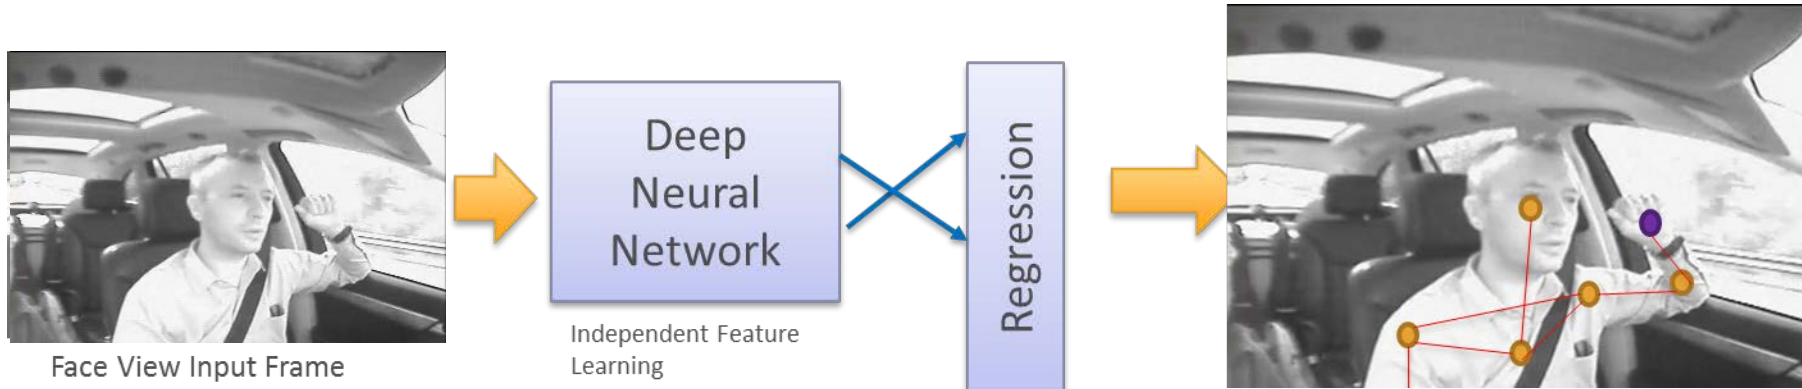 Deep
Neural
Network
Regression
Independent Feature
Learning
Face View Input Frame